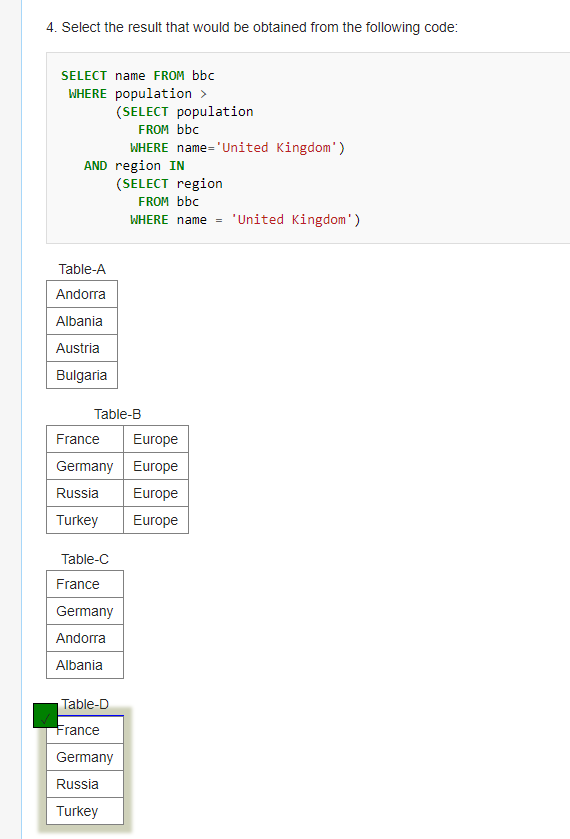 4. Select the result that would be obtained from the following code:
SELECT name FROM bbc
WHERE population >
(SELECT population
FROM bbc
WHERE name='United Kingdom')
AND region IN
(SELECT region
FROM bbc
WHERE name = 'United Kingdom')
Table-A
Andorra
Albania
Austria
Bulgaria
Table-B
France Europe
Germany Europe
Russia Europe
Turkey Europe
Table-C
France
Germany
Andorra
Albania
Table-D
France
Germany
Russia
Turkey